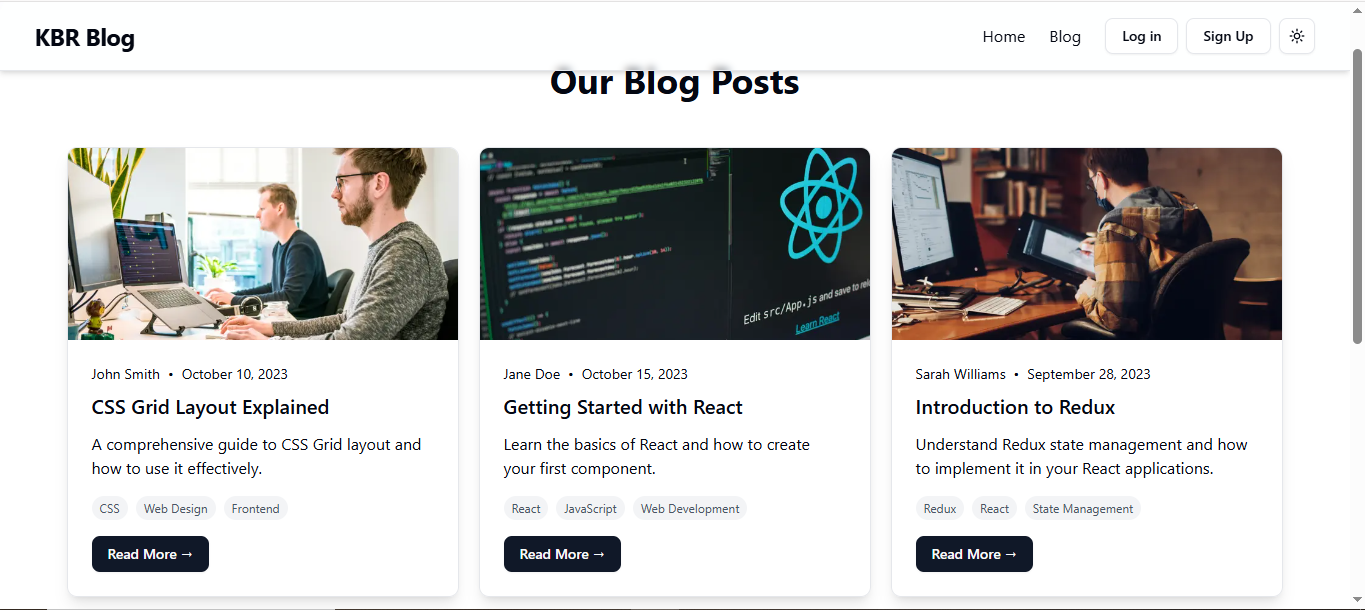 KBR Blog
Home
Blog
Log in
Sign Up
Our Blog Posts
Edit src/App.js and save to rel
Learn React
John Smith • October 10, 2023
CSS Grid Layout Explained
A comprehensive guide to CSS Grid layout and
how to use it effectively.
CSS
Web Design
Frontend
Read More →
Jane Doe • October 15, 2023
Getting Started with React
Learn the basics of React and how to create
your first component.
React
JavaScript
Web Development
Read More →
Sarah Williams • September 28, 2023
Introduction to Redux
Understand Redux state management and how
to implement it in your React applications.
Redux
React
State Management
Read More →